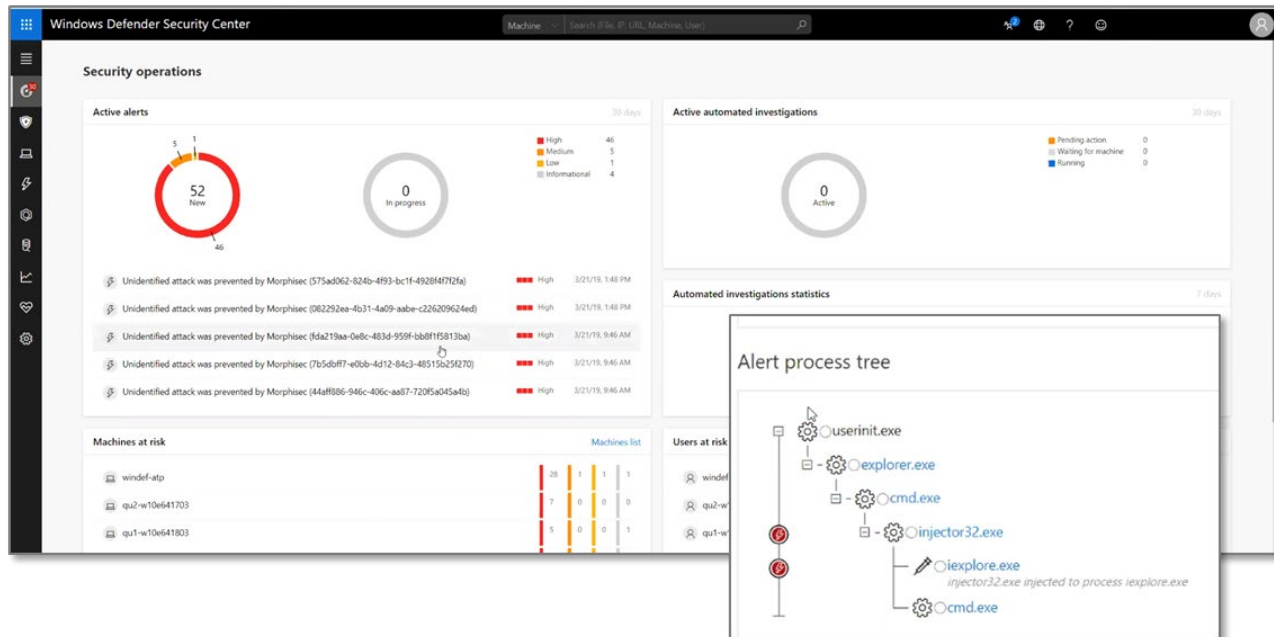 Windows Defender Security Center
Machine
Search (File, IP, URL, Machine, User)
2
?
30
Security operations
Active alerts 30 days
5 1
52
New
46
0
In progress
High 46
Medium 5
Low 1
Informational 4
Unidentified attack was prevented by Morphisec (575ad062-824b-4f93-bc1f-4928f4f7f2fa) High 3/21/19, 1:48 PM
Unidentified attack was prevented by Morphisec (082292ea-4b31-4a09-aabe-c226209624ed) High 3/21/19, 1:48 PM
Unidentified attack was prevented by Morphisec (fda219aa-0e8c-483d-959f-bb8f1f5813ba) High 3/21/19, 9:46 AM
Unidentified attack was prevented by Morphisec (7b5dbff7-e0bb-4d12-84c3-48515b25f270) High 3/21/19, 9:46 AM
Unidentified attack was prevented by Morphisec (44aff886-946c-406c-aa87-720f5a045a4b) High 3/21/19, 9:46 AM
Active automated investigations 30 days
0
Active
Pending action 0
Waiting for machine 0
Running 0
Automated investigations statistics 7 days
Machines at risk Machines list
windef-atp 28 1 1 1
qu2-w10e641703 7 0 0 0
qu1-w10e641803 5 0 0 1
Users at risk
windef
qu2-w
qu1-w
Alert process tree
userinit.exe
explorer.exe
cmd.exe
injector32.exe
iexplore.exe
injector32.exe injected to process iexplore.exe
cmd.exe